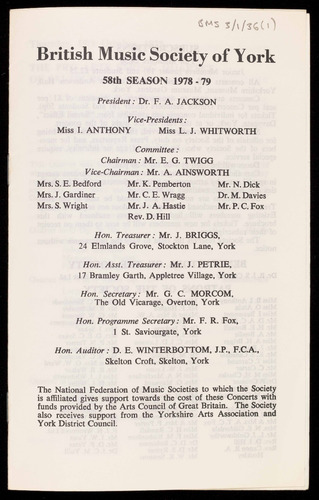 BMS 3/1/36(1)
British Music Society of York
58th SEASON 1978 - 79
President: Dr. F. A. JACKSON
Vice-Presidents:
Miss I. ANTHONY Miss L. J. WHITWORTH
Committee:
Chairman: Mr. E. G. TWIGG
Vice-Chairman: Mr. A. AINSWORTH
Mrs. S. E. Bedford Mr. K. Pemberton Mr. N. Dick
Mrs. J. Gardiner Mr. C. E. Wragg Dr. M. Davies
Mrs. S. Wright Mr. J. A. Hastie Mr. P. C. Fox
Rev. D. Hill
Hon. Treasurer: Mr. J. BRIGGS,
24 Elmlands Grove, Stockton Lane, York
Hon. Asst. Treasurer: Mr. J. PETRIE,
17 Bramley Garth, Appletree Village, York
Hon. Secretary: Mr. G. C. MORCOM,
The Old Vicarage, Overton, York
Hon. Programme Secretary: Mr. F. R. Fox,
1 St. Saviourgate, York
Hon. Auditor: D. E. WINTERBOTTOM, J.P., F.C.A.,
Skelton Croft, Skelton, York
The National Federation of Music Societies to which the Society
is affiliated gives support towards the cost of these Concerts with
funds provided by the Arts Council of Great Britain. The Society
also receives support from the Yorkshire Arts Association and
York District Council.